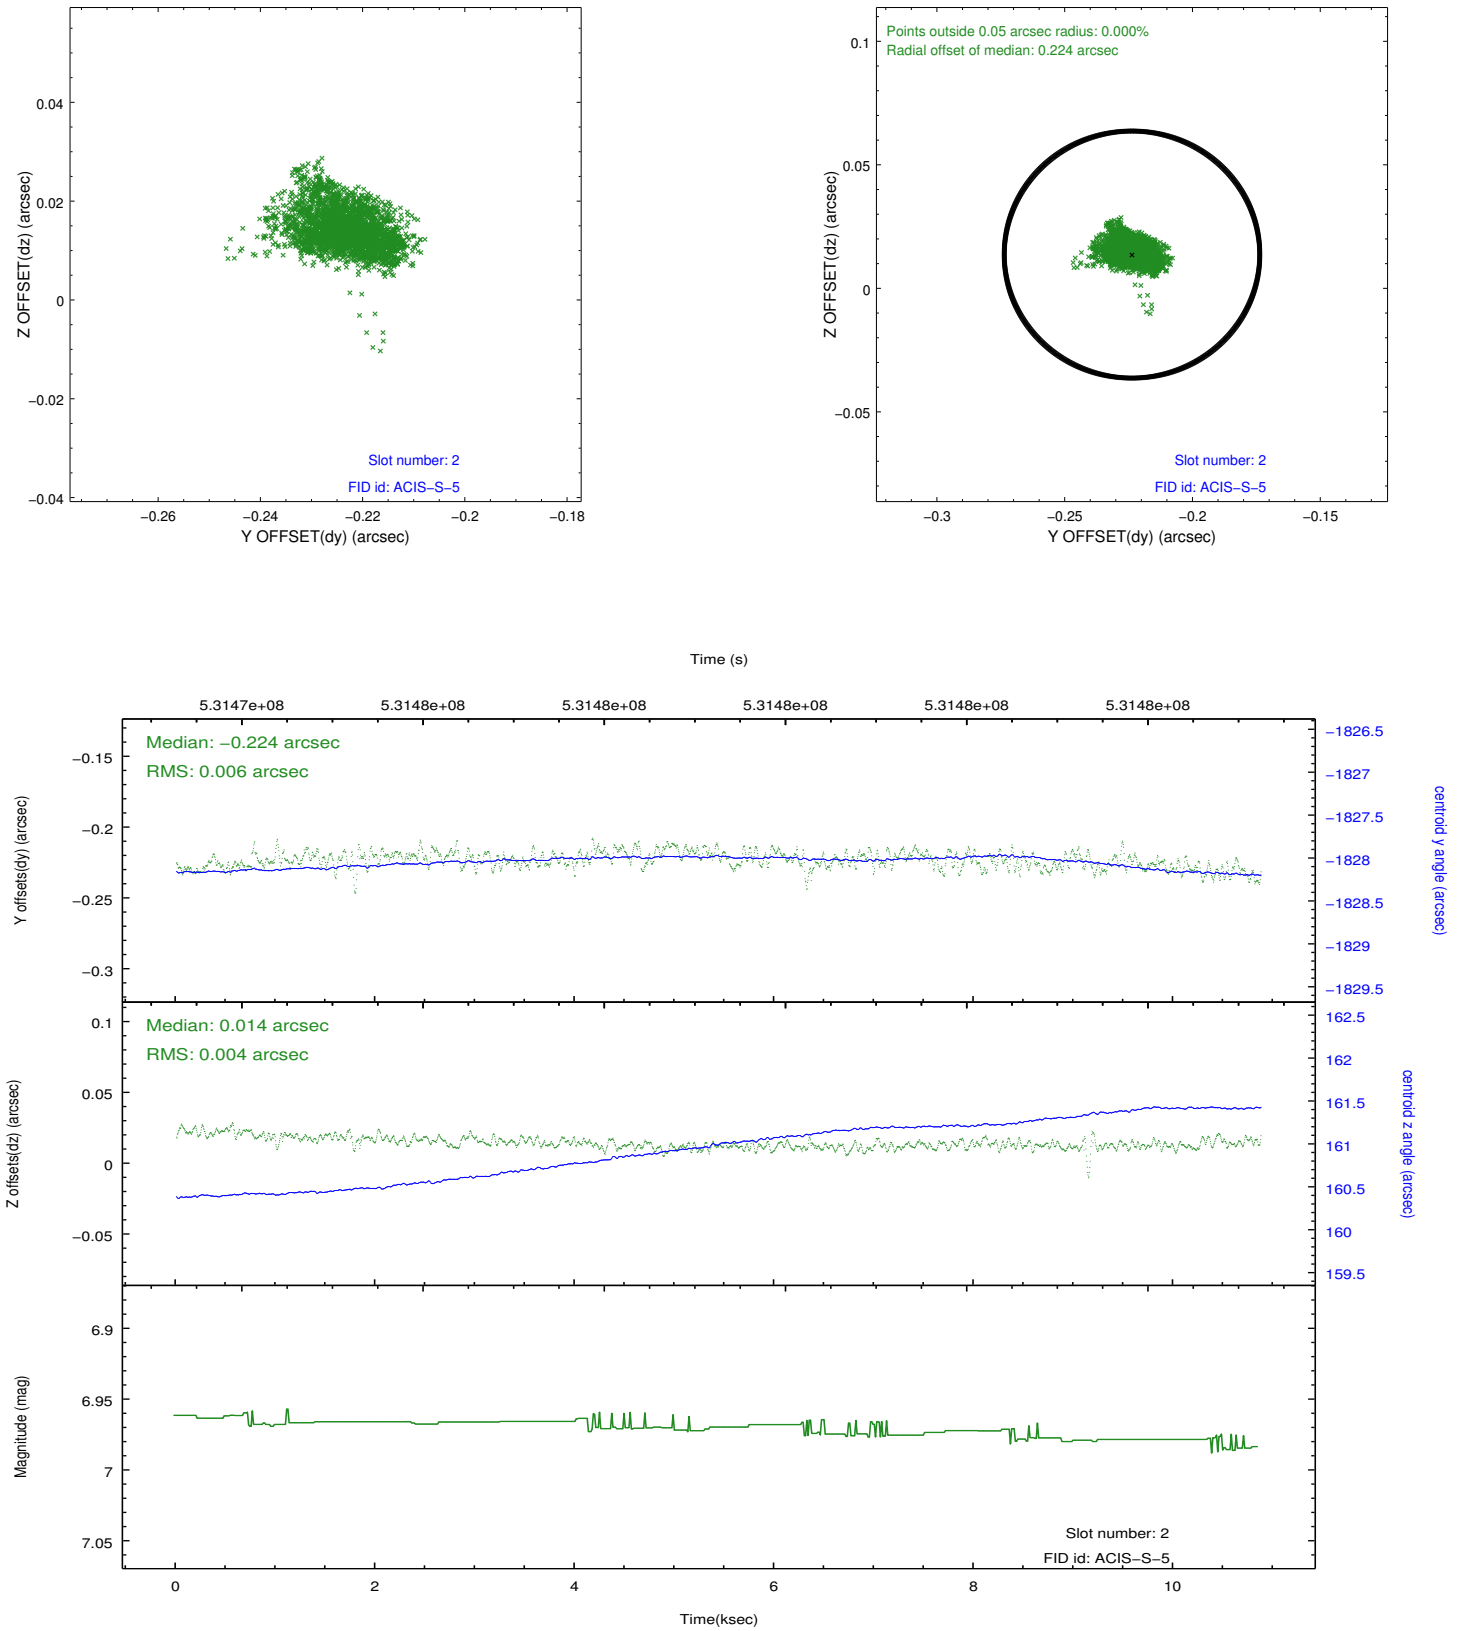 0.04
0.02
0
−0.02
−0.04
Z OFFSET(dz) (arcsec)
Slot number: 2
FID id: ACIS−S−5
−0.26 −0.24 −0.22 −0.2 −0.18
Y OFFSET(dy) (arcsec)
Points outside 0.05 arcsec radius: 0.000%
Radial offset of median: 0.224 arcsec
0.1
0.05
0
−0.05
Z OFFSET(dz) (arcsec)
Slot number: 2
FID id: ACIS−S−5
−0.3 −0.25 −0.2 −0.15
Y OFFSET(dy) (arcsec)
Time (s)
5.3147e+08 5.3148e+08 5.3148e+08 5.3148e+08 5.3148e+08 5.3148e+08
Median: −0.224 arcsec
RMS: 0.006 arcsec
−0.15
−0.2
−0.25
−0.3
Y offsets(dy) (arcsec)
−1826.5
−1827
−1827.5
−1828
−1828.5
−1829
−1829.5
centroid y angle (arcsec)
Median: 0.014 arcsec
RMS: 0.004 arcsec
0.1
0.05
0
−0.05
Z offsets(dz) (arcsec)
162.5
162
161.5
161
160.5
160
159.5
centroid z angle (arcsec)
6.9
6.95
7
7.05
Magnitude (mag)
Slot number: 2
FID id: ACIS−S−5
0 2 4 6 8 10
Time(ksec)